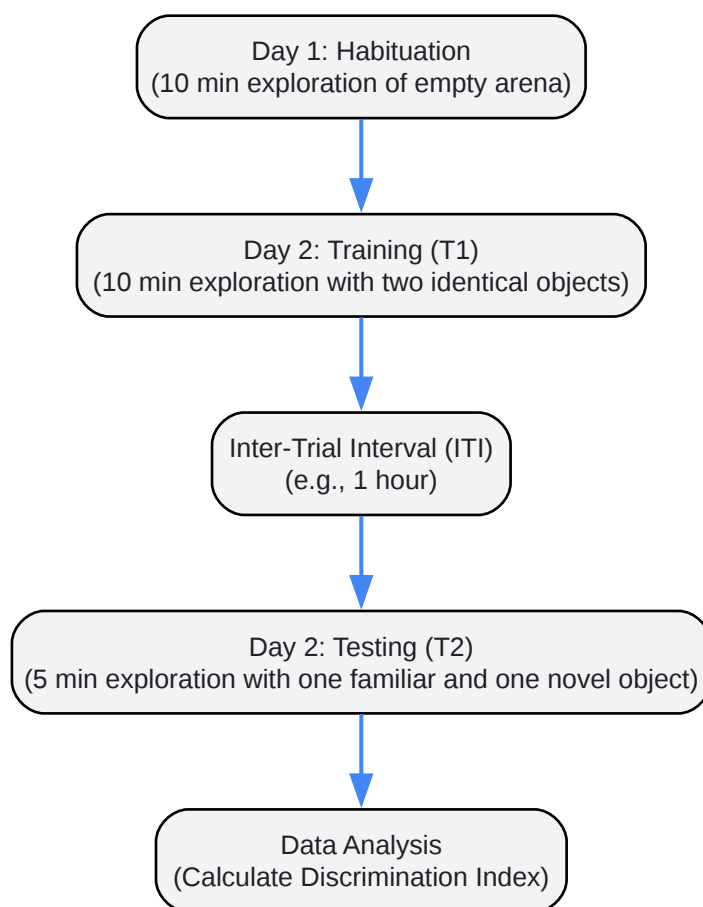 Day 1: Habituation
(10 min exploration of empty arena)
Day 2: Training (T1)
(10 min exploration with two identical objects)
Inter-Trial Interval (ITI)
(e.g., 1 hour)
Day 2: Testing (T2)
(5 min exploration with one familiar and one novel object)
Data Analysis
(Calculate Discrimination Index)